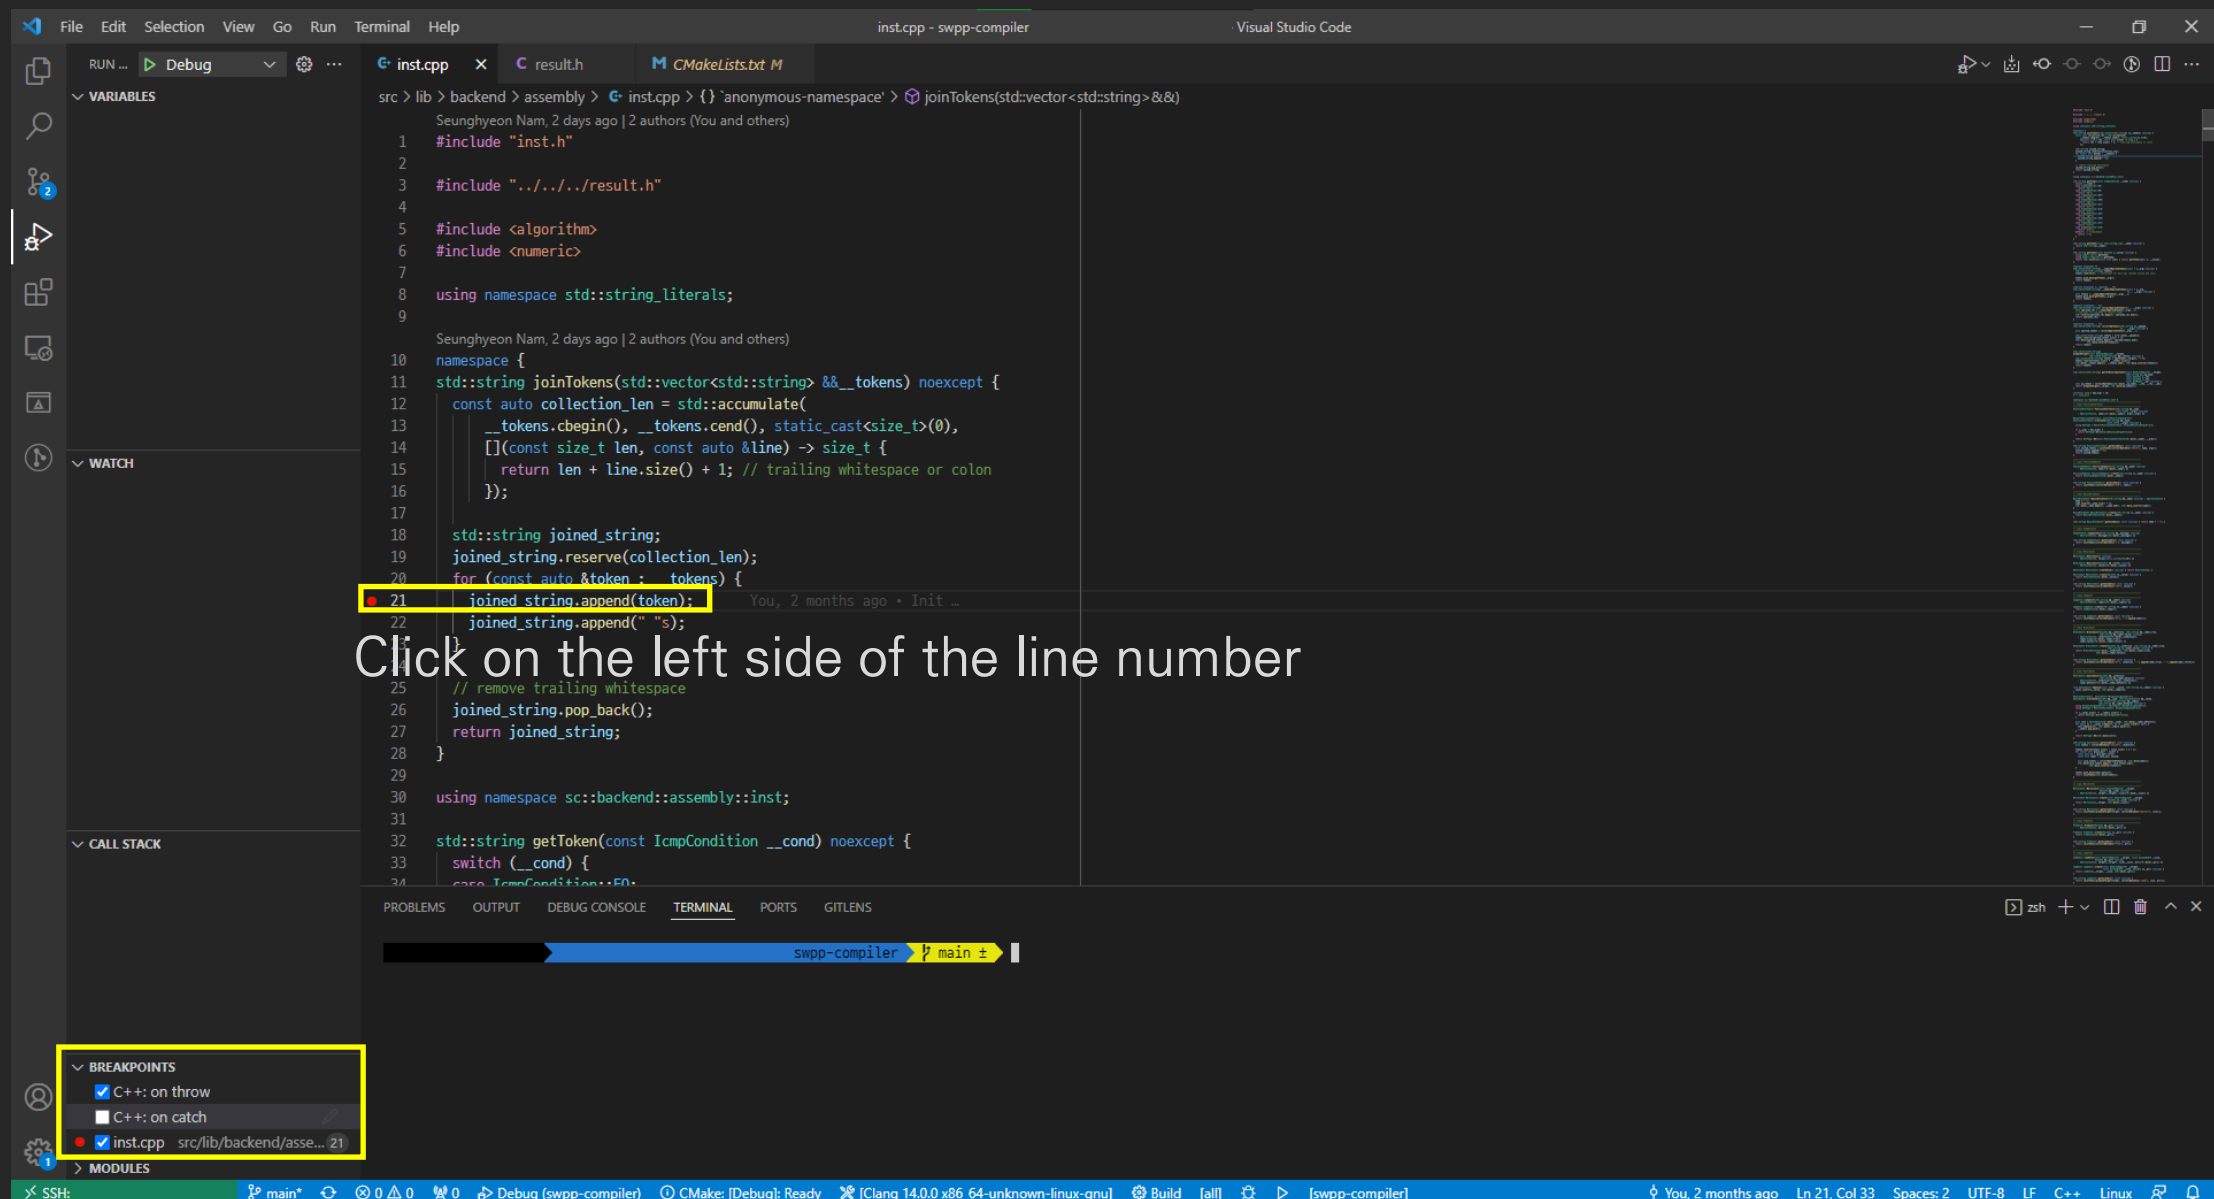 File Edit Selection View Go Run Terminal Help
inst.cpp - swpp-compiler
Visual Studio Code
RUN ... Debug
inst.cpp result.h CMakeLists.txt M
VARIABLES
src > lib > backend > assembly > inst.cpp > {} `anonymous-namespace' > joinTokens(std::vector<std::string>&&)
Seunghyeon Nam, 2 days ago | 2 authors (You and others)
1 #include "inst.h"
2
3 #include "../../../result.h"
4
5 #include <algorithm>
6 #include <numeric>
7
8 using namespace std::string_literals;
9
Seunghyeon Nam, 2 days ago | 2 authors (You and others)
10 namespace {
11 std::string joinTokens(std::vector<std::string> &&__tokens) noexcept {
12 const auto collection_len = std::accumulate(
13 __tokens.cbegin(), __tokens.cend(), static_cast<size_t>(0),
14 [](const size_t len, const auto &line) -> size_t {
15 return len + line.size() + 1; // trailing whitespace or colon
16 });
17
18 std::string joined_string;
19 joined_string.reserve(collection_len);
20 for (const auto &token : __tokens) {
21 joined_string.append(token); You, 2 months ago • Init …
22 joined_string.append(" "s);
23 }
Click on the left side of the line number
25 // remove trailing whitespace
26 joined_string.pop_back();
27 return joined_string;
28 }
29
30 using namespace sc::backend::assembly::inst;
31
32 std::string getToken(const IcmpCondition __cond) noexcept {
33 switch (__cond) {
34 case IcmpCondition::EQ:
WATCH
CALL STACK
BREAKPOINTS
C++: on throw
C++: on catch
inst.cpp src/lib/backend/asse... 21
MODULES
PROBLEMS OUTPUT DEBUG CONSOLE TERMINAL PORTS GITLENS
zsh
swpp-compiler main ±
2
1
SSH: main* 0 0 0 Debug (swpp-compiler) CMake: [Debug]: Ready [Clang 14.0.0 x86_64-unknown-linux-gnu] Build [all] [swpp-compiler] You, 2 months ago Ln 21, Col 33 Spaces: 2 UTF-8 LF C++ Linux